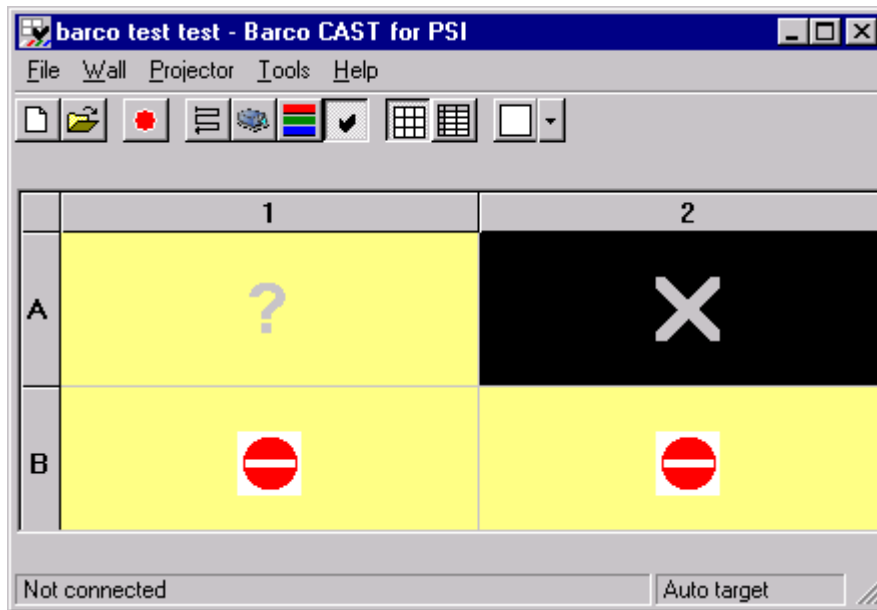 barco test test - Barco CAST for PSI
File Wall Projector Tools Help
1 2
A ?
B
Not connected Auto target